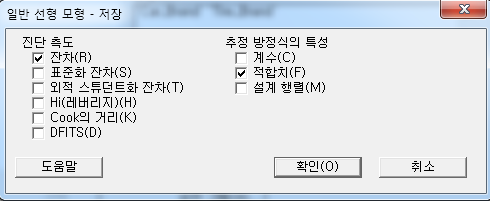 일반 선형 모형 - 저장
진단 측도
잔차(R)
표준화 잔차(S)
외적 스튜던트화 잔차(T)
Hi(레버리지)(H)
Cook의 거리(K)
DFITS(D)
추정 방정식의 특성
계수(C)
적합치(F)
설계 행렬(M)
도움말
확인(O)
취소